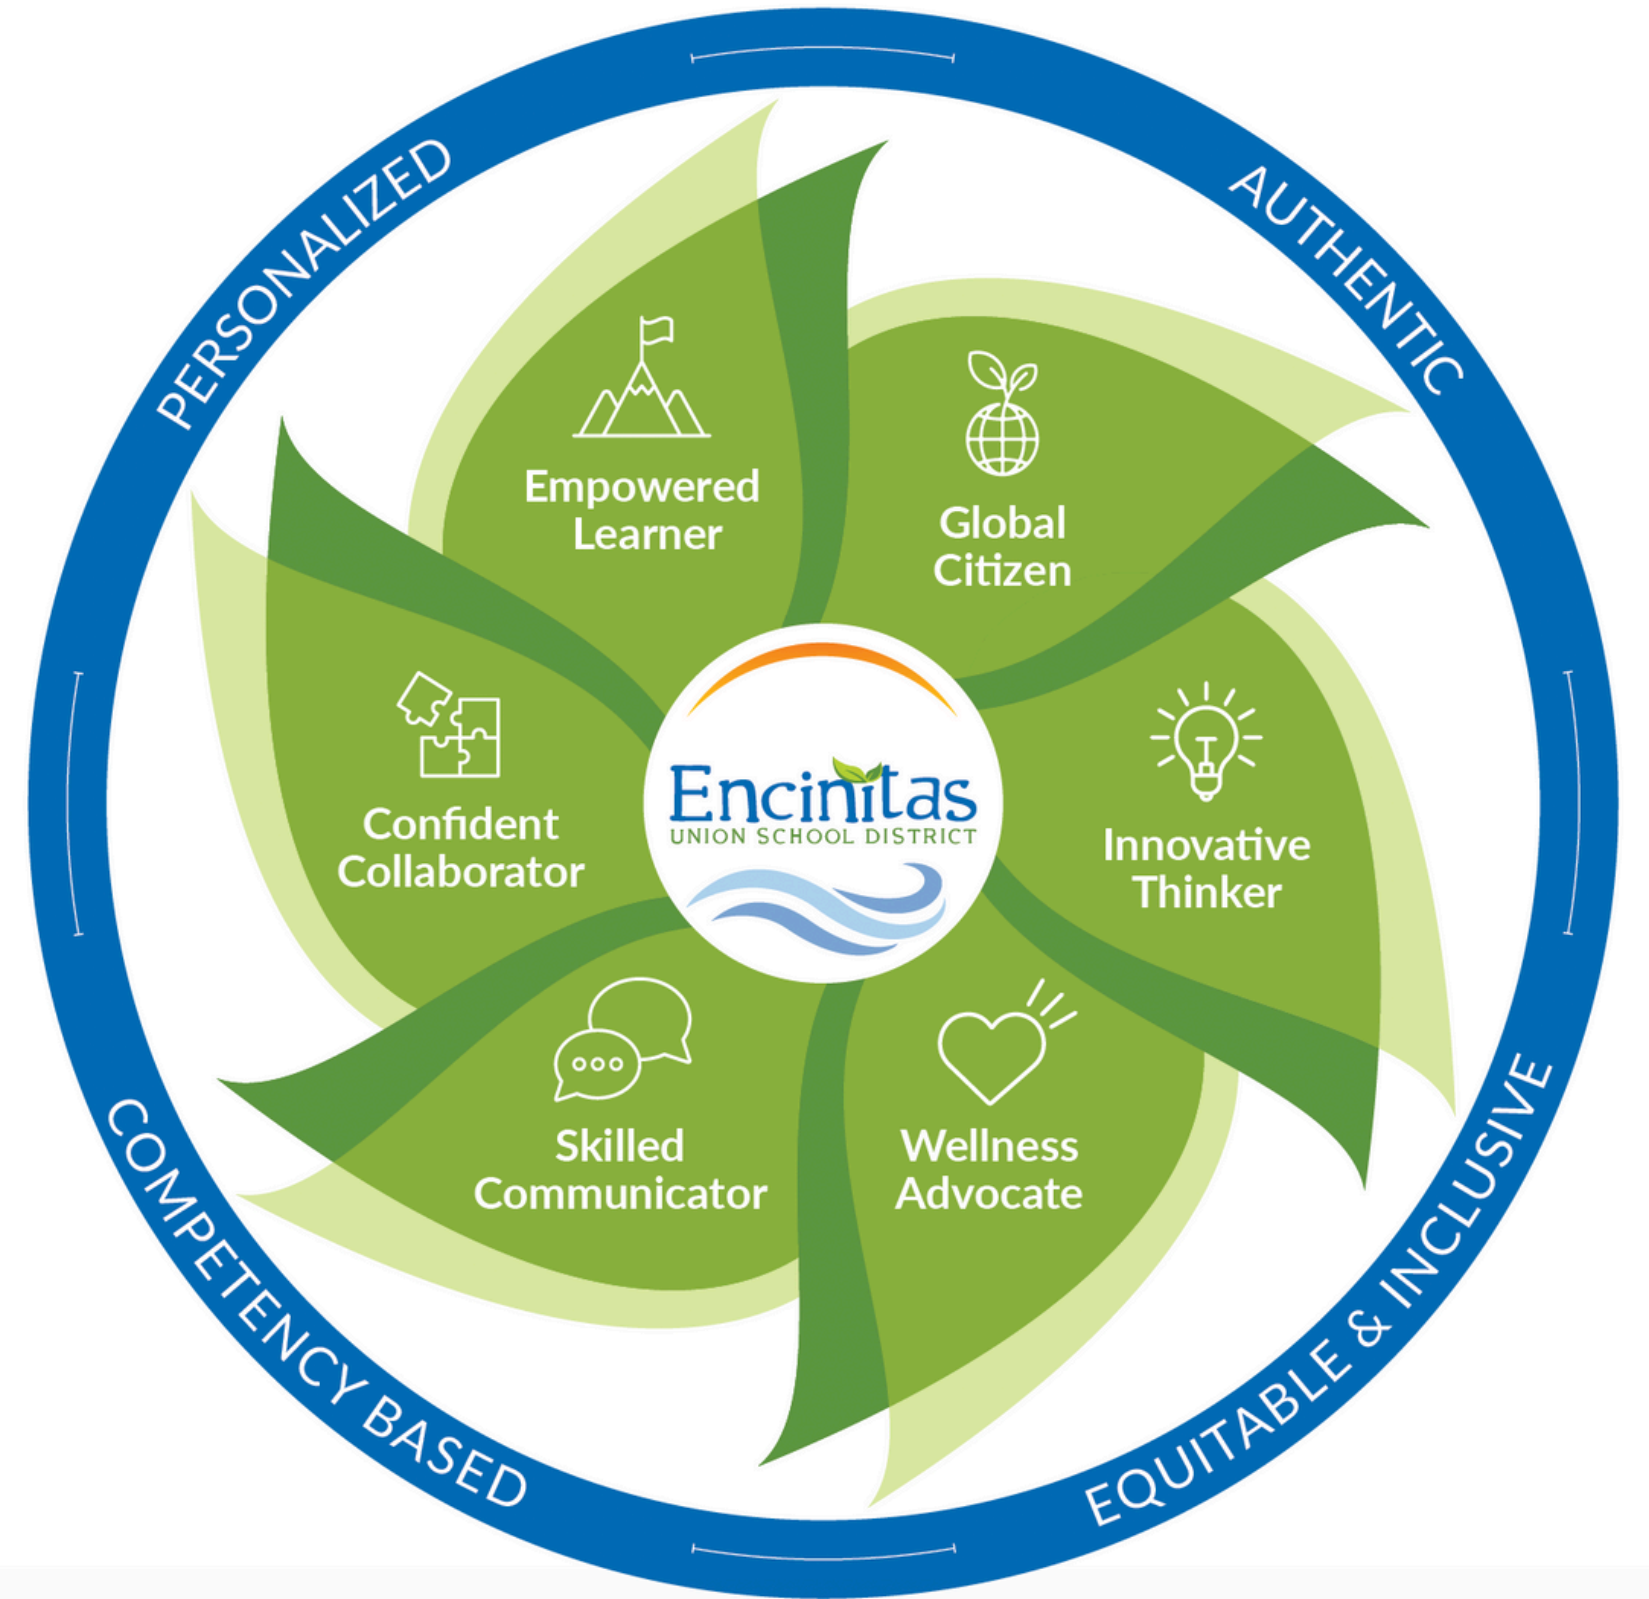 PERSONALIZED
AUTHENTIC
Empowered
Learner
Global
Citizen
Confident
Collaborator
Encinitas
UNION SCHOOL DISTRICT
Innovative
Thinker
Skilled
Communicator
Wellness
Advocate
COMPETENCY BASED
EQUITABLE & INCLUSIVE